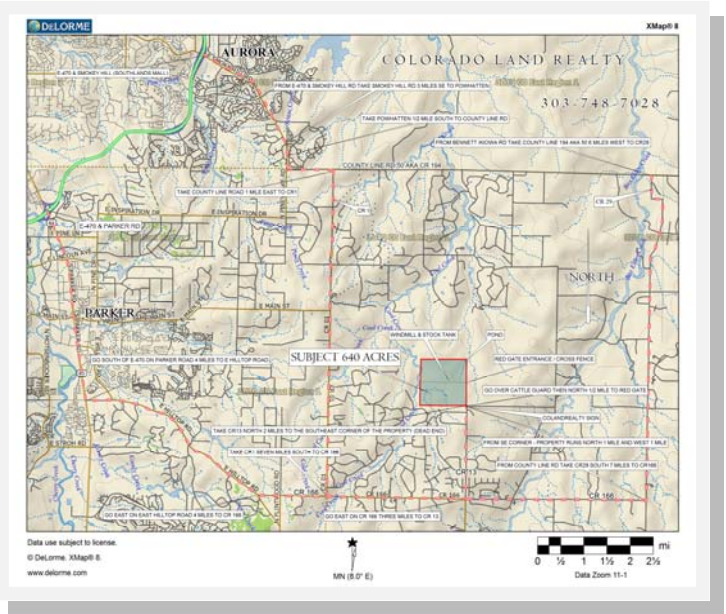 DELORME
XMap® 8
AURORA
COLORADO LAND REALTY
E-470 & SMOKEY HILL (SOUTHLANDS MALL)
FROM E-470 & SMOKEY HILL RD TAKE SMOKEY HILL RD 5 MILES SE TO POWHATTEN
303-748-7028
TAKE POWHATTEN 1/2 MILE SOUTH TO COUNTY LINE RD
FROM BENNETT /KIOWA RD TAKE COUNTY LINE 194 AKA 50 6 MILES WEST TO CR29
COUNTY LINE RD 50 AKA CR 194
TAKE COUNTY LINE ROAD 1 MILE EAST TO CR1
CR 29
CR 1
E INSPIRATION DR
E INSPIRATION DR
E-470 & PARKER RD
NORTH
E MAIN ST
PARKER
WINDMILL & STOCK TANK
POND
SUBJECT 640 ACRES
RED GATE ENTRANCE / CROSS FENCE
GO SOUTH OF E-470 ON PARKER ROAD 4 MILES TO E HILLTOP ROAD
GO OVER CATTLE GUARD THEN NORTH 1/2 MILE TO RED GATE
COLANDREALTY SIGN
TAKE CR13 NORTH 2 MILES TO THE SOUTHEAST CORNER OF THE PROPERTY (DEAD END)
FROM SE CORNER - PROPERTY RUNS NORTH 1 MILE AND WEST 1 MILE
TAKE CR1 SEVEN MILES SOUTH TO CR 166
FROM COUNTY LINE RD TAKE CR29 SOUTH 7 MILES TO CR166
CR 13
CR 166
CR 166
CR 166
CR 166
GO EAST ON EAST HILLTOP ROAD 4 MILES TO CR 166
GO EAST ON CR 166 THREE MILES TO CR 13
Data use subject to license.
© DeLorme. XMap® 8.
www.delorme.com
MN (8.0° E)
mi
0 ½ 1 1½ 2 2½
Data Zoom 11-1